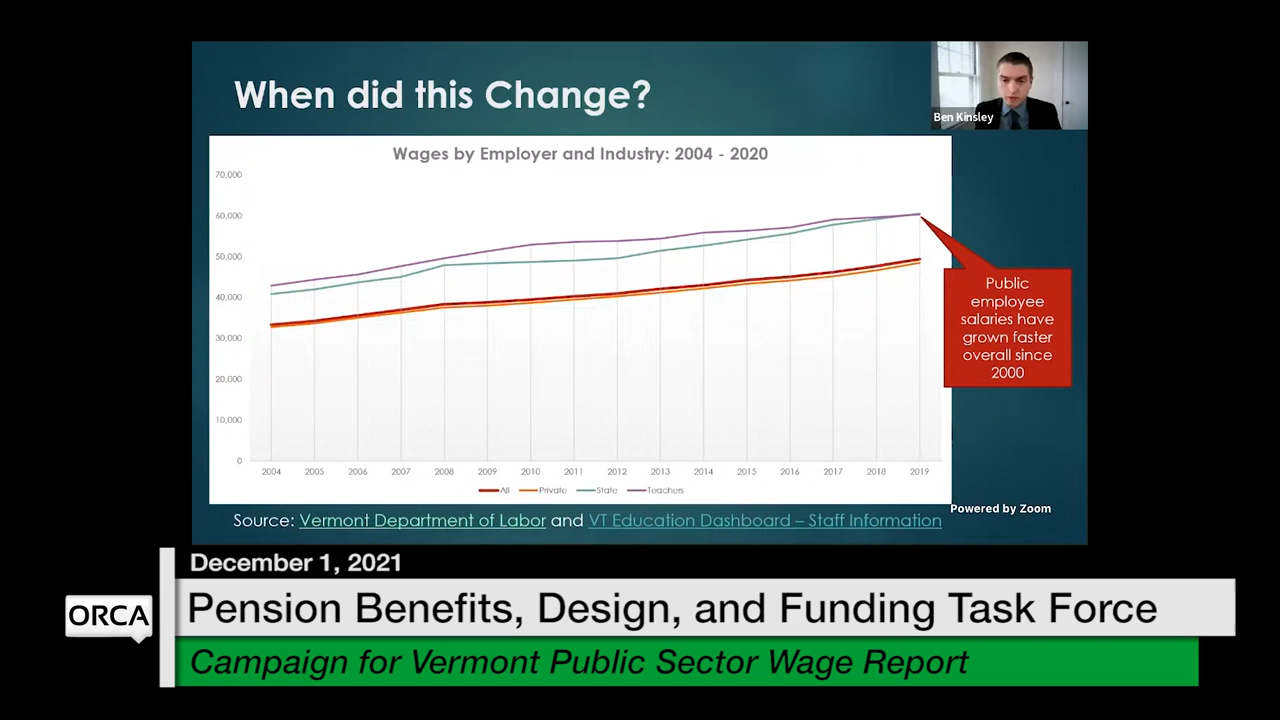 When did this Change?
Ben Kinsley
Wages by Employer and Industry: 2004 - 2020
70,000
60,000
50,000
40,000
30,000
20,000
10,000
0
2004 2005 2006 2007 2008 2009 2010 2011 2012 2013 2014 2015 2016 2017 2018 2019
All Private State Teachers
Public
employee
salaries have
grown faster
overall since
2000
Source: Vermont Department of Labor and VT Education Dashboard – Staff Information
Powered by Zoom
December 1, 2021
ORCA
Pension Benefits, Design, and Funding Task Force
Campaign for Vermont Public Sector Wage Report